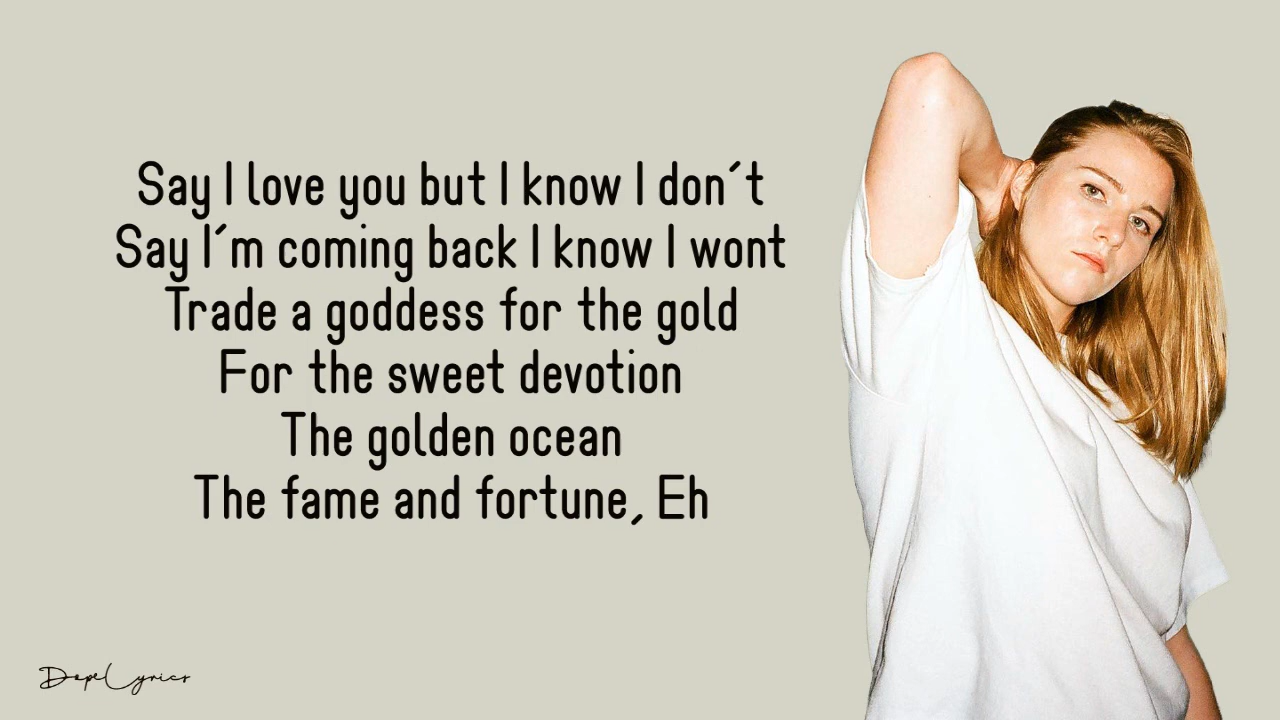 Say I love you but I know I don´t
Say I´m coming back I know I wont
Trade a goddess for the gold
For the sweet devotion
The golden ocean
The fame and fortune, Eh
DopeLyrics